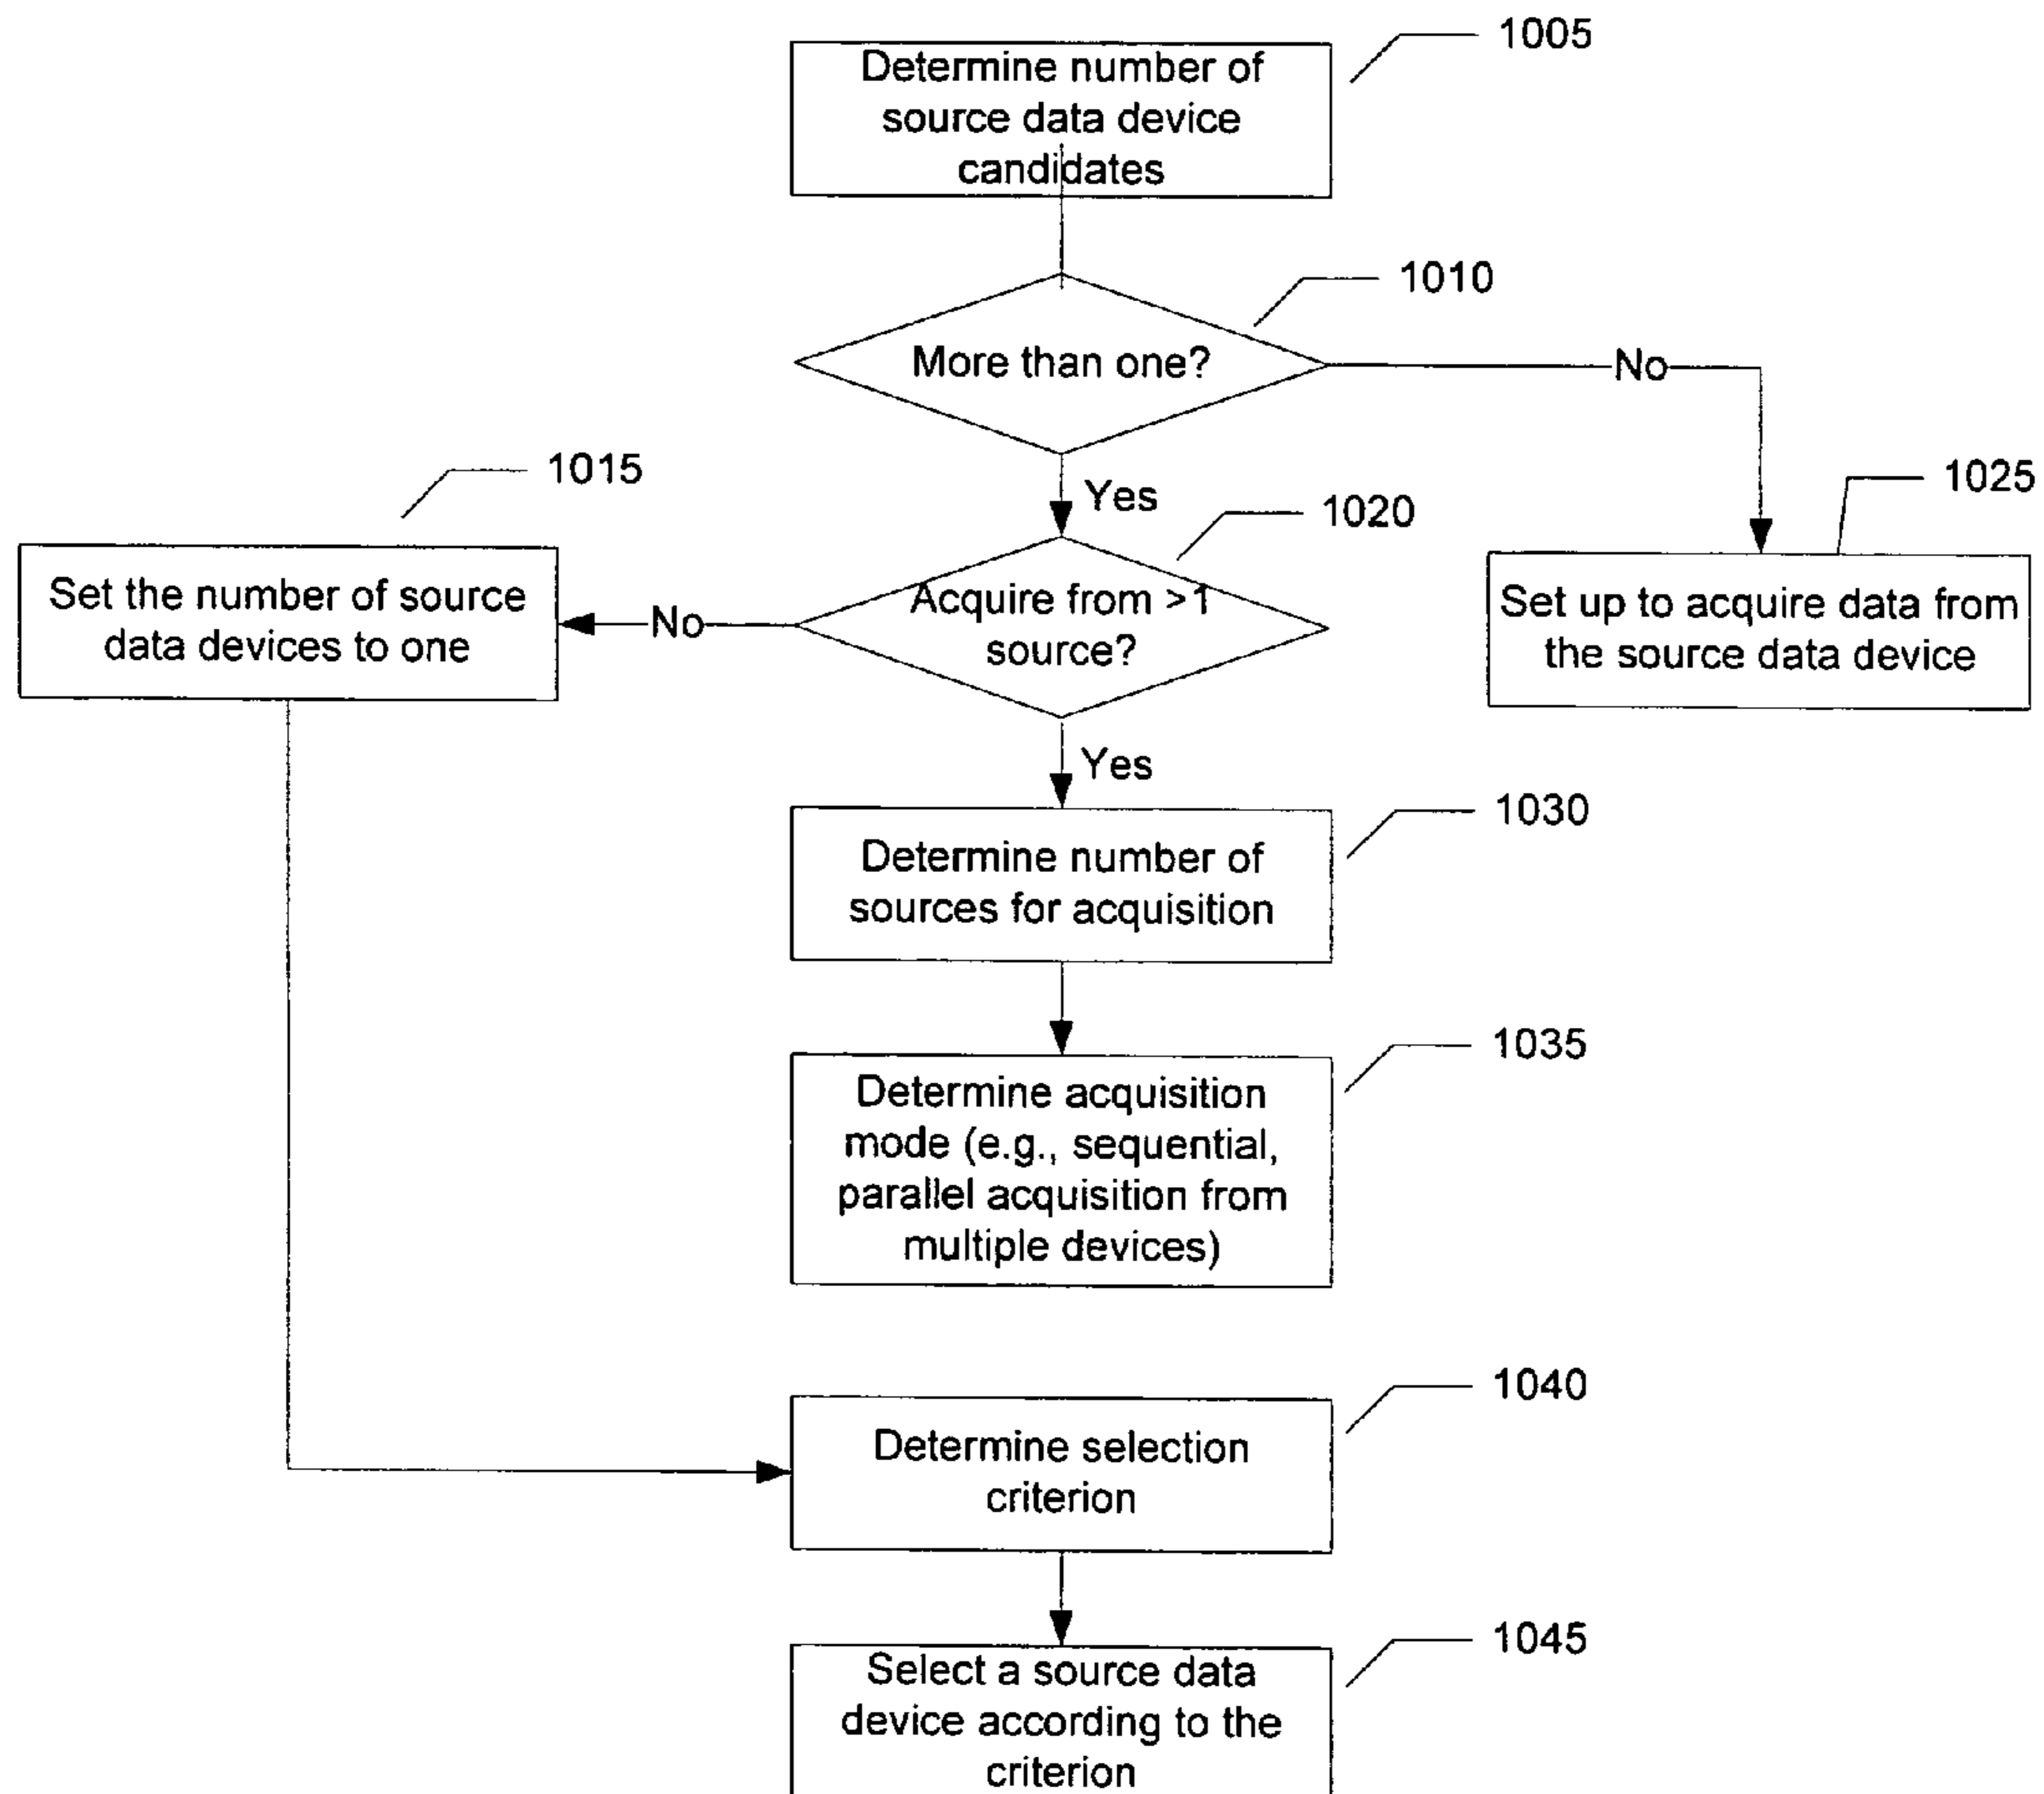 1005
Determine number of
source data device
candidates
1010
More than one?
No
1015
Yes
1020
1025
Set the number of source
data devices to one
No
Acquire from >1
source?
Set up to acquire data from
the source data device
Yes
1030
Determine number of
sources for acquisition
1035
Determine acquisition
mode (e.g., sequential,
parallel acquisition from
multiple devices)
1040
Determine selection
criterion
1045
Select a source data
device according to the
criterion